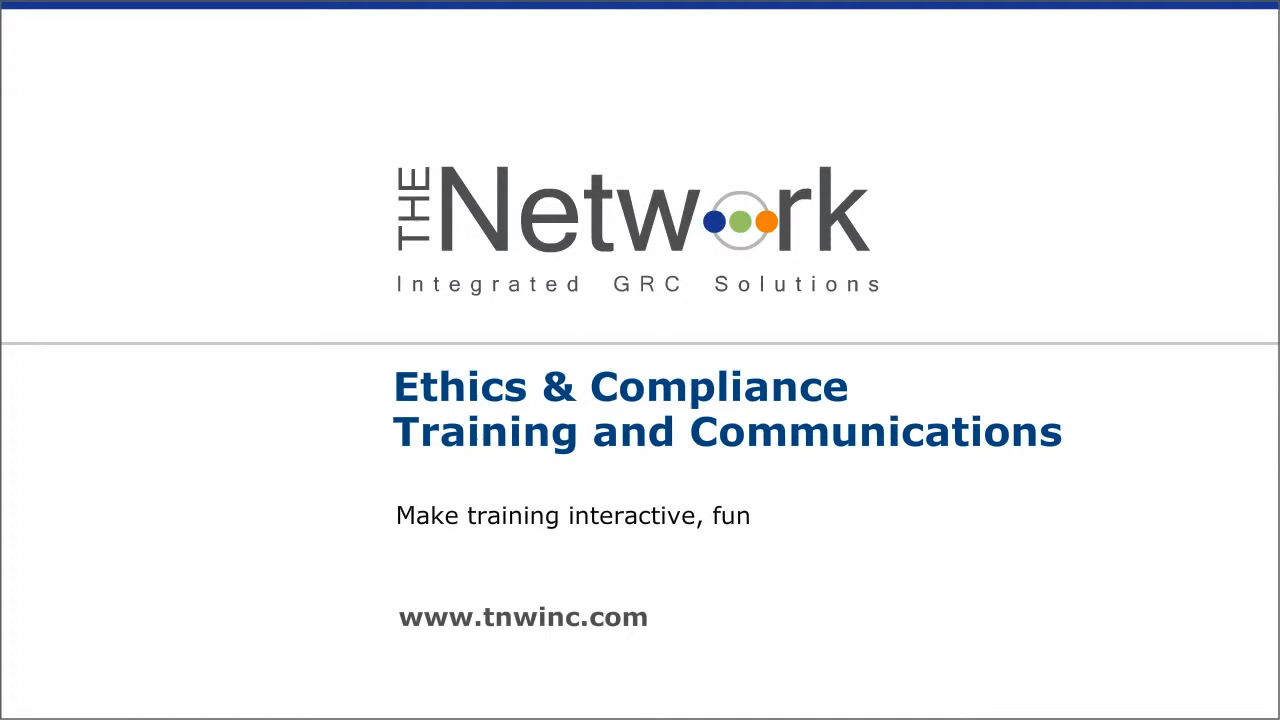 THE Network
Integrated GRC Solutions
Ethics & Compliance
Training and Communications
Make training interactive, fun
www.tnwinc.com